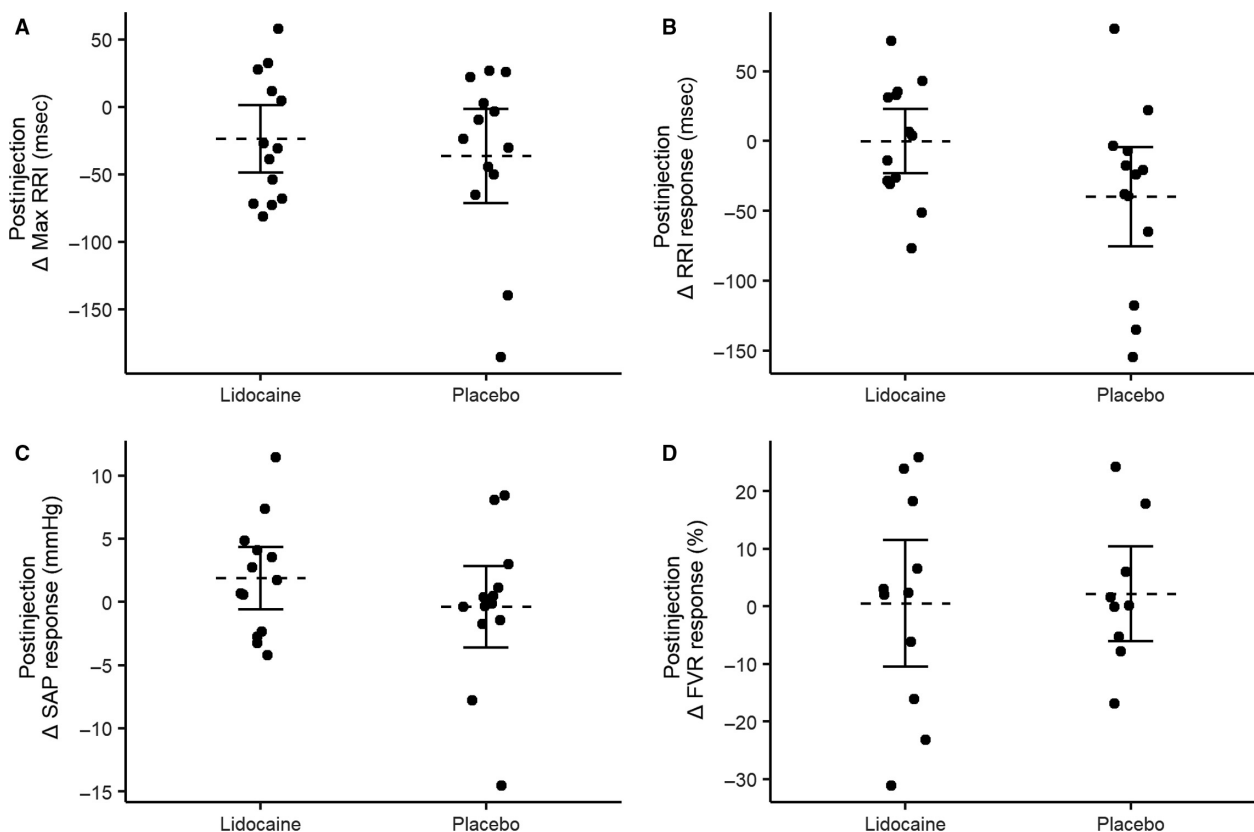 A
Postinjection
Δ Max RRI (msec)
50
0
−50
−100
−150
Lidocaine
Placebo
B
Postinjection
Δ RRI response (msec)
50
0
−50
−100
−150
Lidocaine
Placebo
C
Postinjection
Δ SAP response (mmHg)
10
5
0
−5
−10
−15
Lidocaine
Placebo
D
Postinjection
Δ FVR response (%)
20
10
0
−10
−20
−30
Lidocaine
Placebo